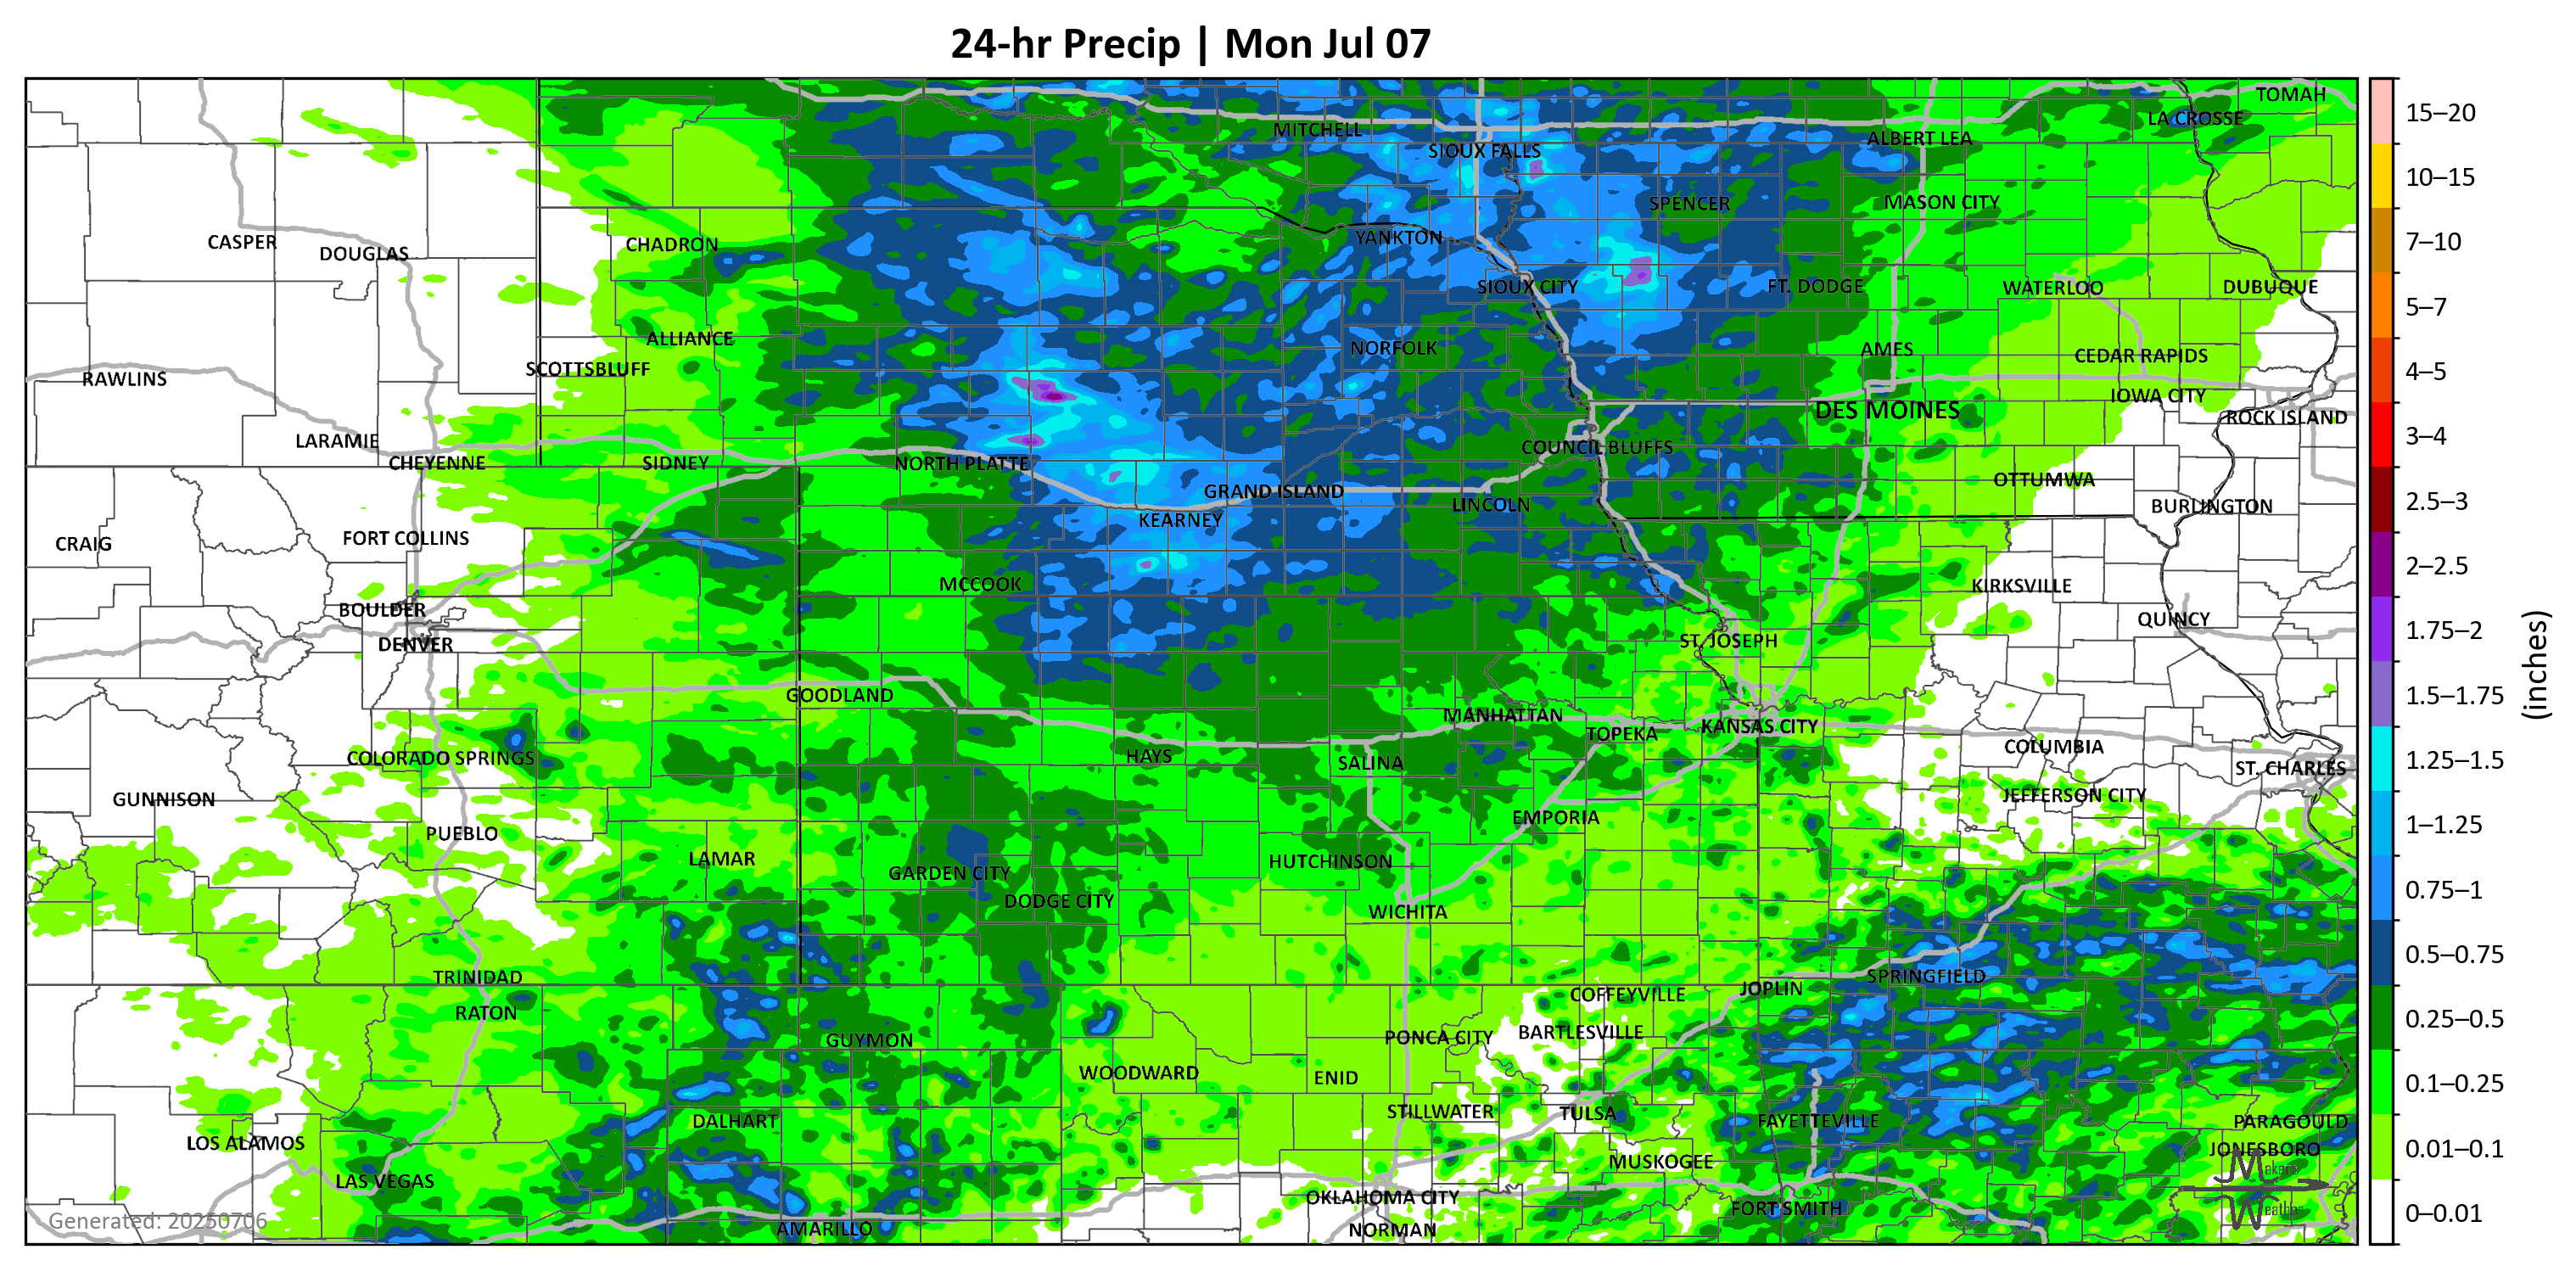 24-hr Precip | Mon Jul 07
TOMAH
LA CROSSE
MITCHELL
ALBERT LEA
SIOUX FALLS
SPENCER
MASON CITY
YANKTON
CASPER
CHADRON
DOUGLAS
SIOUX CITY
FT. DODGE
WATERLOO
DUBUQUE
ALLIANCE
NORFOLK
AMES
CEDAR RAPIDS
SCOTTSBLUFF
RAWLINS
IOWA CITY
DES MOINES
ROCK ISLAND
LARAMIE
COUNCIL BLUFFS
CHEYENNE
SIDNEY
NORTH PLATTE
OTTUMWA
GRAND ISLAND
LINCOLN
BURLINGTON
KEARNEY
FORT COLLINS
CRAIG
MCCOOK
KIRKSVILLE
BOULDER
QUINCY
DENVER
ST. JOSEPH
GOODLAND
MANHATTAN
KANSAS CITY
TOPEKA
COLUMBIA
HAYS
COLORADO SPRINGS
SALINA
ST. CHARLES
JEFFERSON CITY
GUNNISON
EMPORIA
PUEBLO
LAMAR
HUTCHINSON
GARDEN CITY
DODGE CITY
WICHITA
TRINIDAD
SPRINGFIELD
JOPLIN
COFFEYVILLE
RATON
BARTLESVILLE
PONCA CITY
GUYMON
WOODWARD
ENID
STILLWATER
TULSA
DALHART
FAYETTEVILLE
PARAGOULD
LOS ALAMOS
JONESBORO
MUSKOGEE
LAS VEGAS
OKLAHOMA CITY
FORT SMITH
AMARILLO
NORMAN
Generated: 20250706
Makens
Weather
15–20
10–15
7–10
5–7
4–5
3–4
2.5–3
2–2.5
1.75–2
1.5–1.75
1.25–1.5
1–1.25
0.75–1
0.5–0.75
0.25–0.5
0.1–0.25
0.01–0.1
0–0.01
(inches)